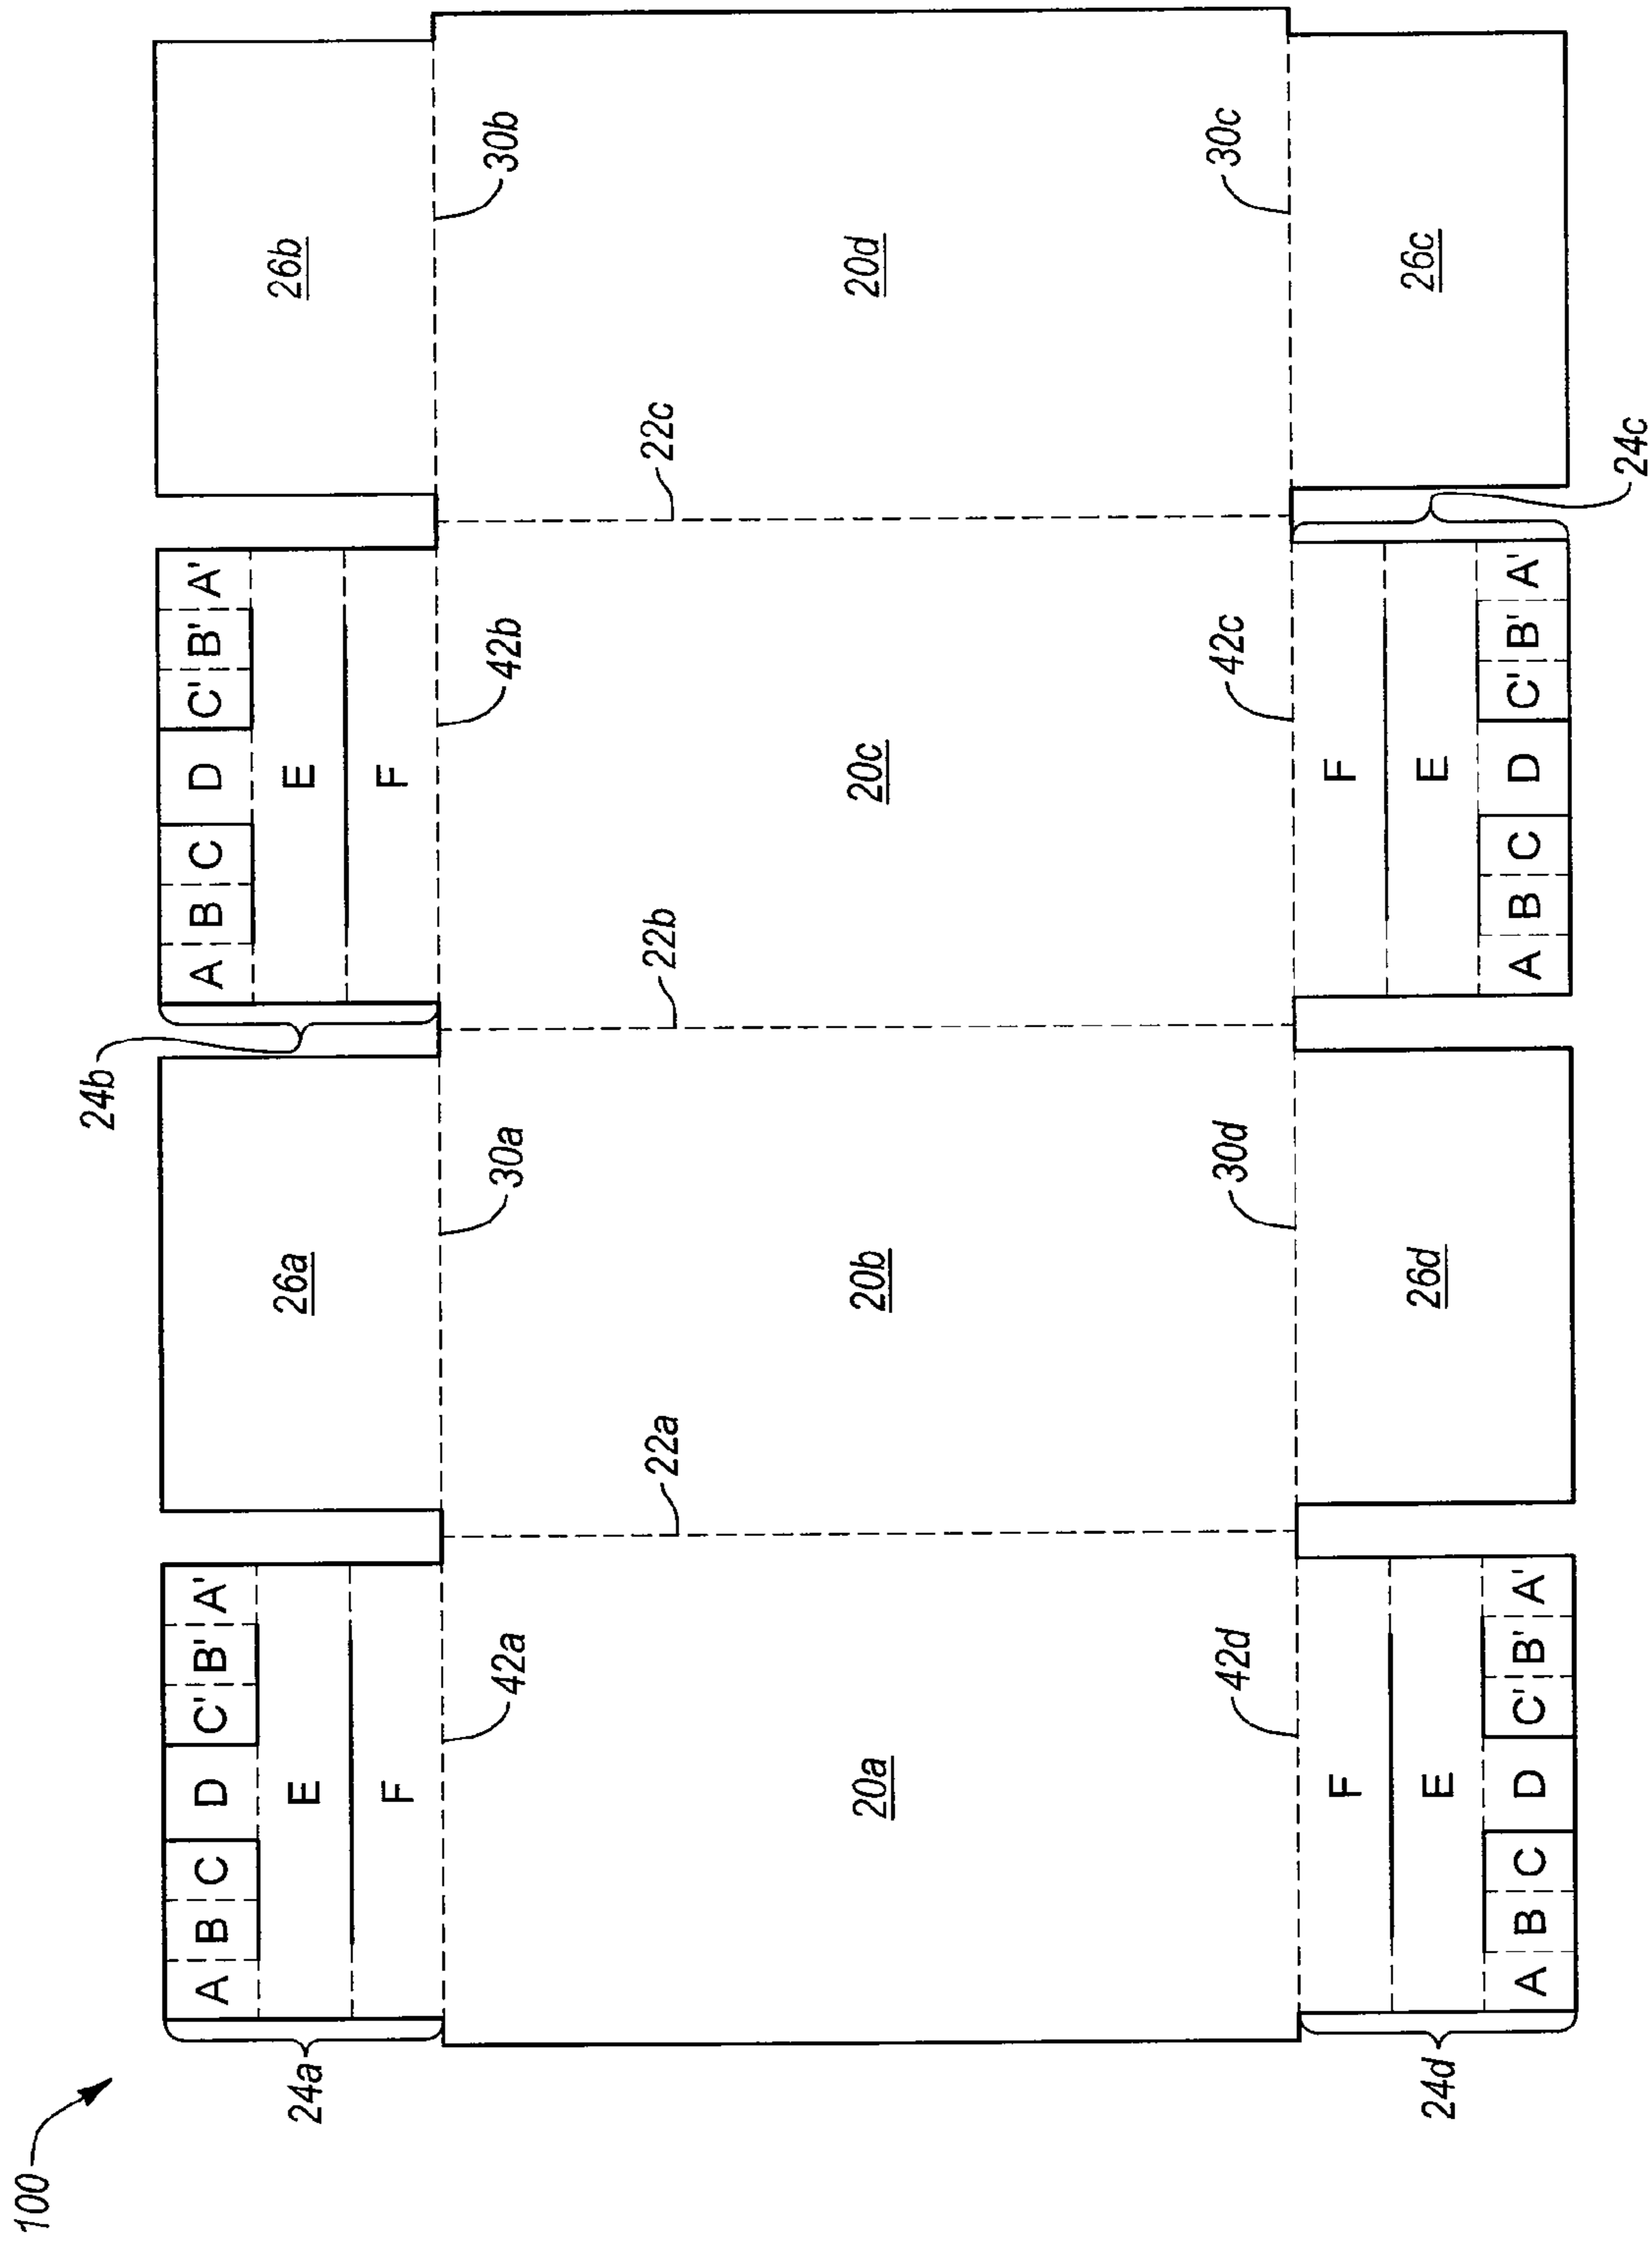 100
24b
A B C D C' B' A' A B C D C' B' A'
24a E 26a E 26b
F F
42a 30a 42b 30b
22a 22b 22c
20a 20b 20c 20d
42d 30d 42c 30c
F F
24d E 26d E 26c
A B C D C' B' A' A B C D C' B' A'
24c